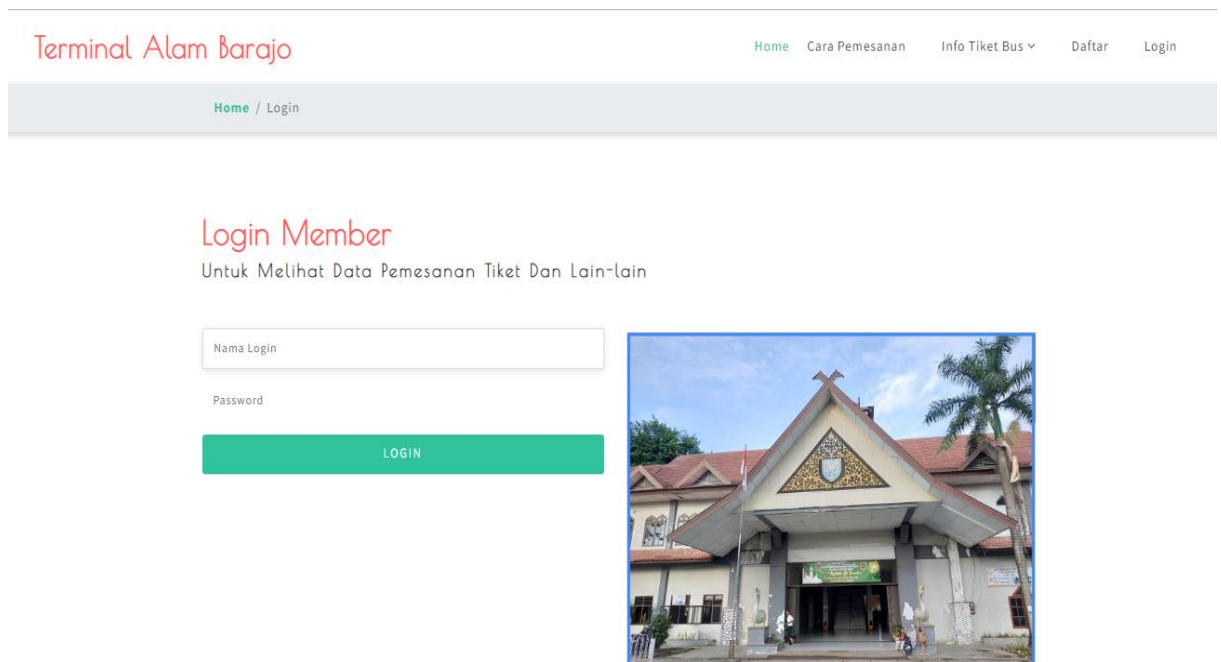 Terminal Alam Barajo
Home Cara Pemesanan Info Tiket Bus Daftar Login
Home / Login
Login Member
Untuk Melihat Data Pemesanan Tiket Dan Lain-lain
Nama Login
Password
LOGIN